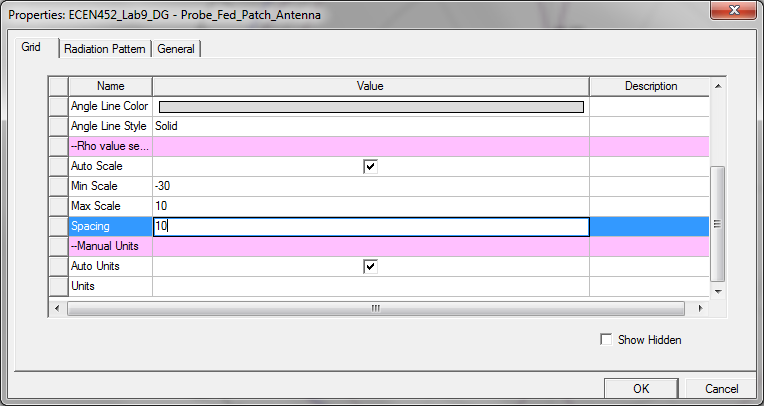 Properties: ECEN452_Lab9_DG - Probe_Fed_Patch_Antenna
Grid Radiation Pattern General
Name Value Description
Angle Line Color
Angle Line Style Solid
--Rho value se...
Auto Scale
Min Scale -30
Max Scale 10
Spacing 10
--Manual Units
Auto Units
Units
Show Hidden
OK Cancel